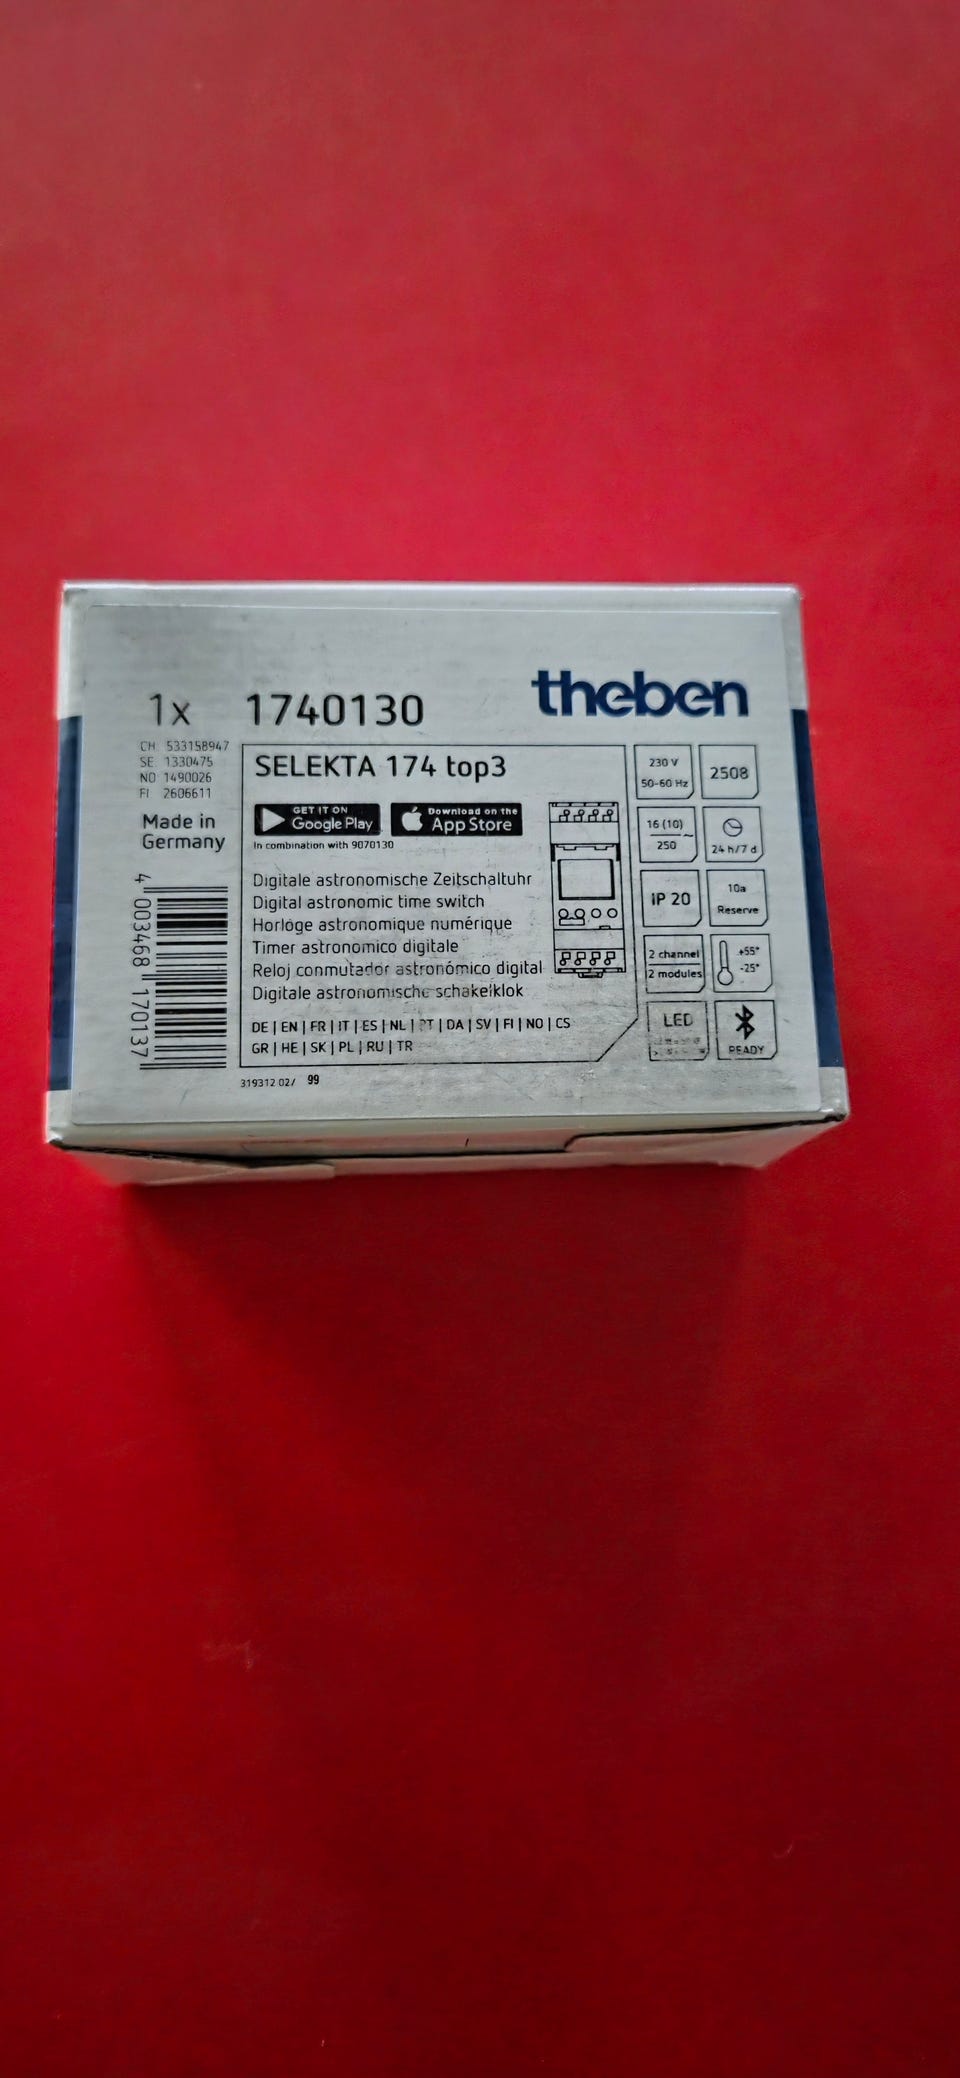 theben
1x 1740130
CH 533158947
SE 1330475
NO 1490026
FI 2606611
Made in
Germany
4 003468 170137
SELEKTA 174 top3
GET IT ON
Google Play
Download on the
App Store
In combination with 9070130
Digitale astronomische Zeitschaltuhr
Digital astronomic time switch
Horloge astronomique numérique
Timer astronomico digitale
Reloj conmutador astronómico digital
Digitale astronomische schakelklok
DE | EN | FR | IT | ES | NL | PT | DA | SV | FI | NO | CS
GR | HE | SK | PL | RU | TR
319312 02/ 99
230 V
50-60 Hz
2508
16 (10)
250
24 h/7 d
IP 20
10a
Reserve
2 channel
2 modules
+55°
-25°
LED
READY